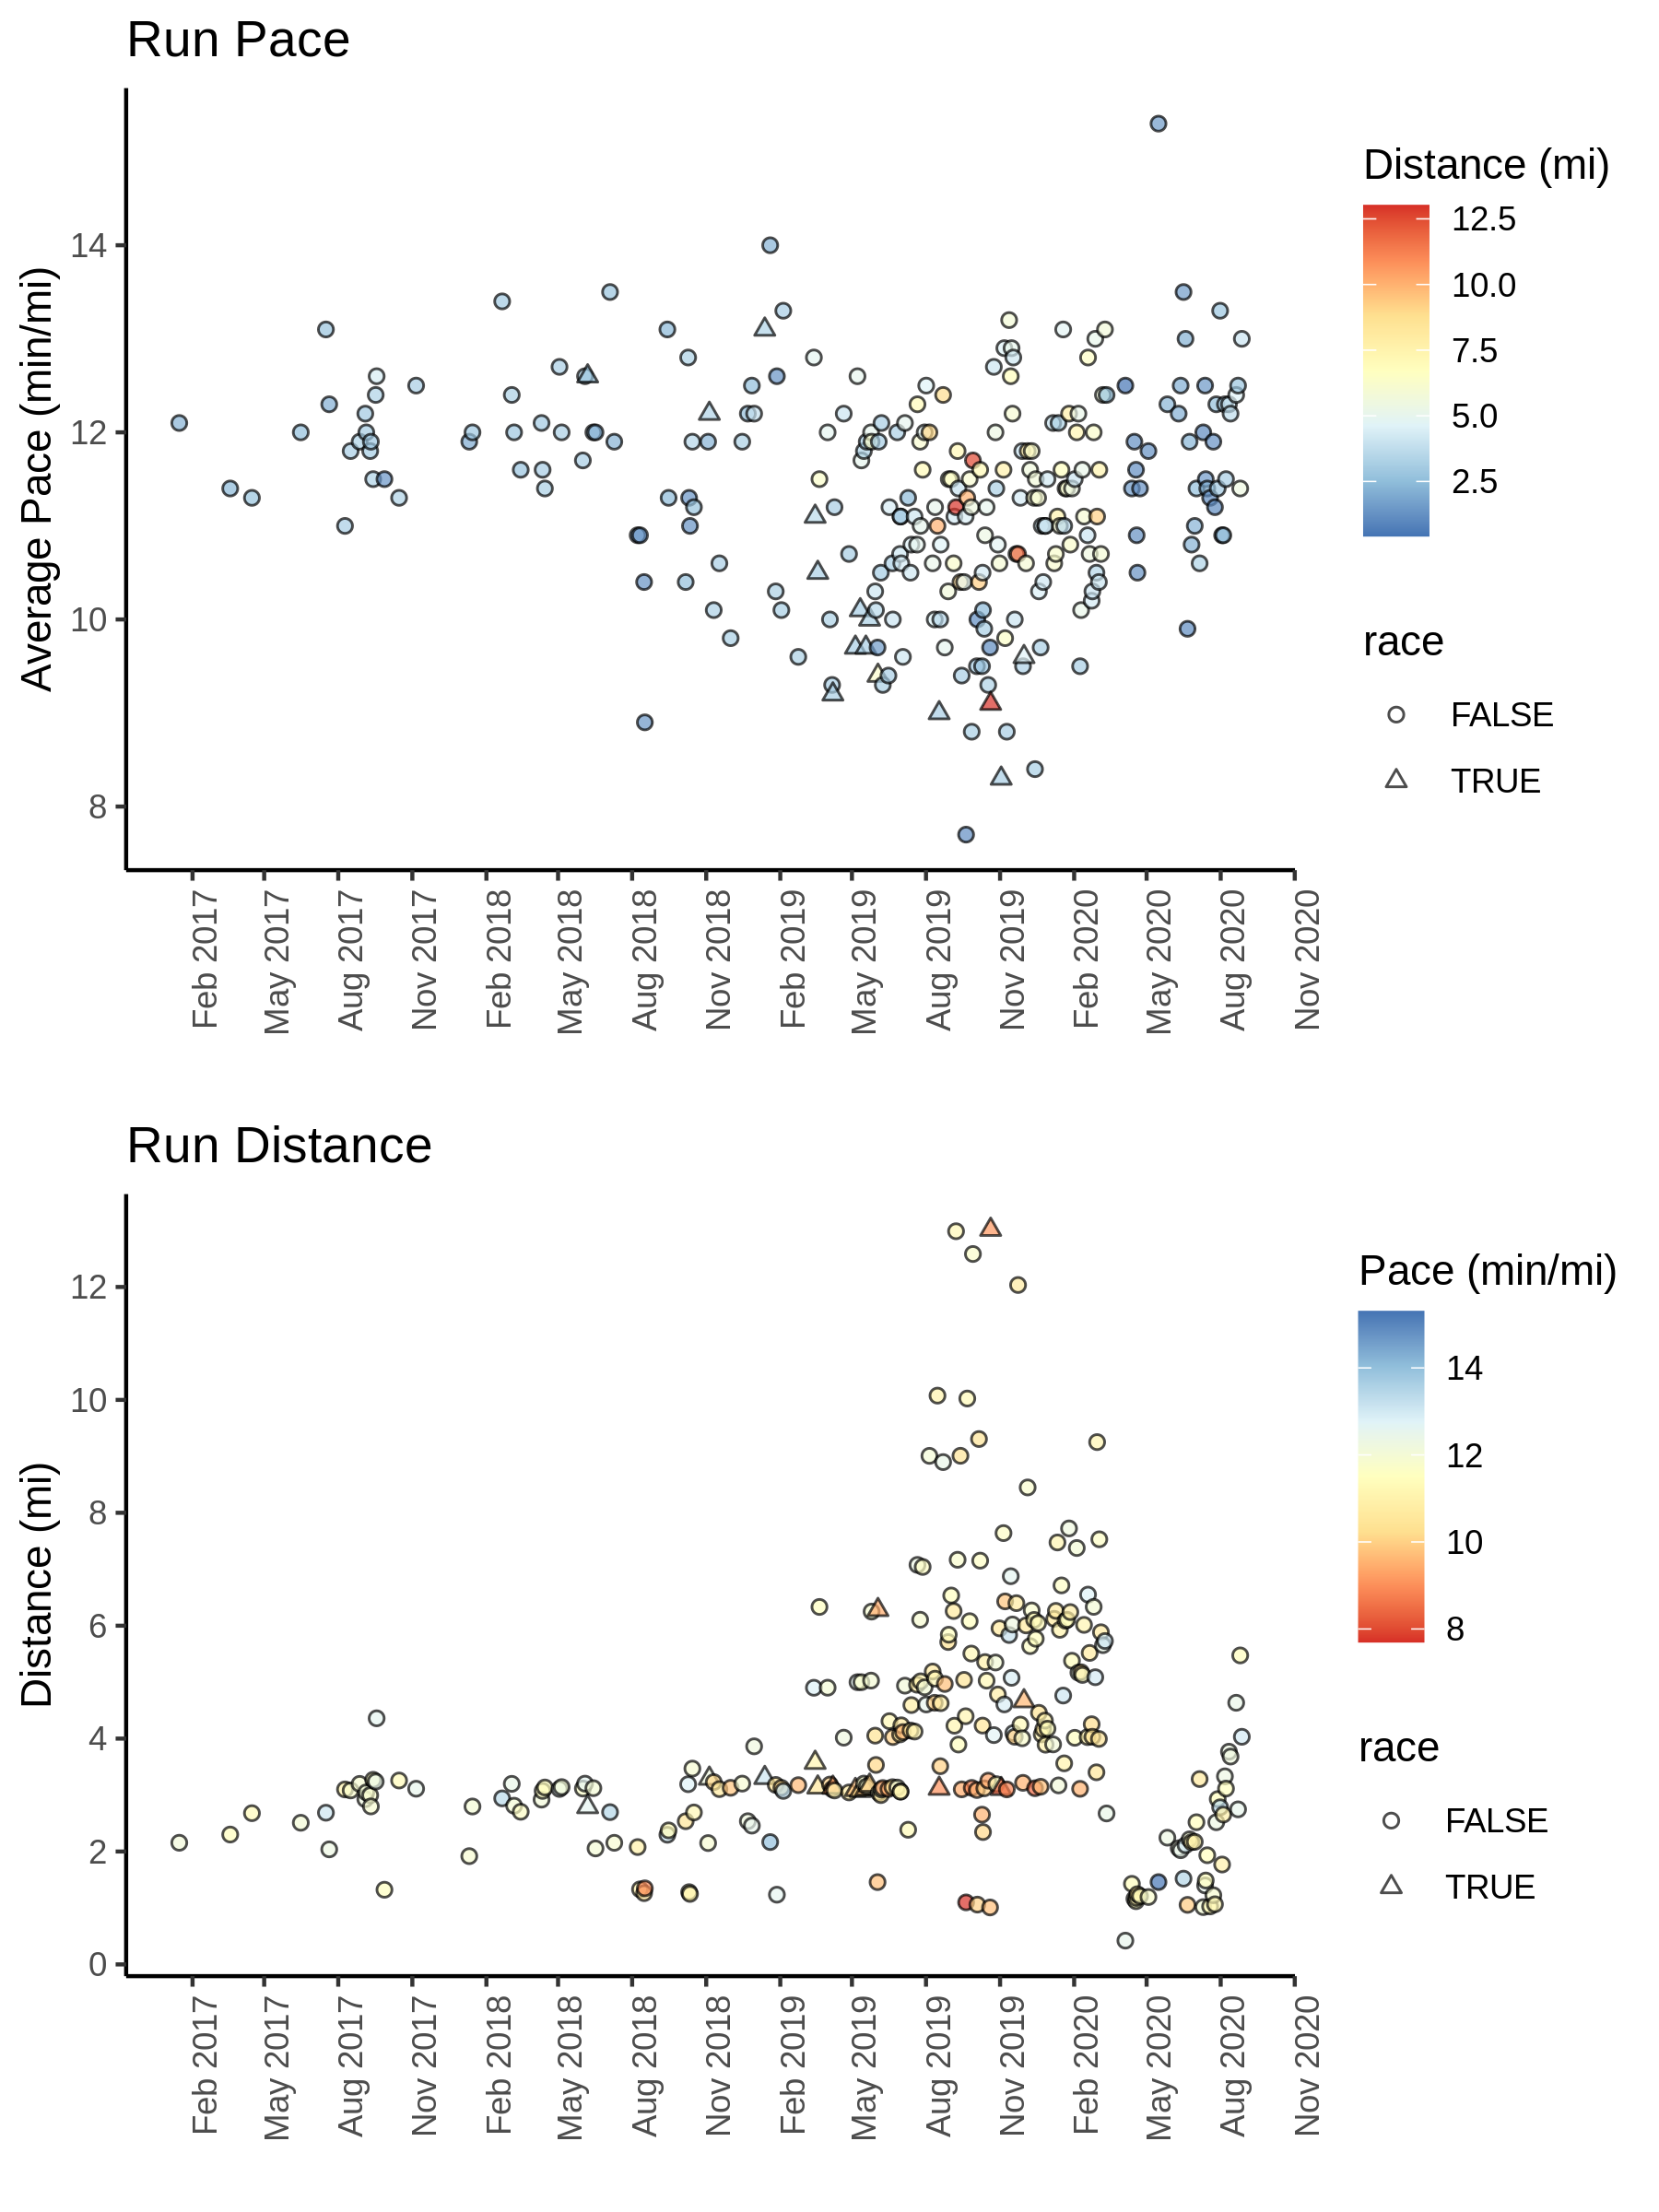 Run Pace
Average Pace (min/mi)
14
12
10
8
Feb 2017
May 2017
Aug 2017
Nov 2017
Feb 2018
May 2018
Aug 2018
Nov 2018
Feb 2019
May 2019
Aug 2019
Nov 2019
Feb 2020
May 2020
Aug 2020
Nov 2020
Distance (mi)
12.5
10.0
7.5
5.0
2.5
race
FALSE
TRUE
Run Distance
Distance (mi)
12
10
8
6
4
2
0
Feb 2017
May 2017
Aug 2017
Nov 2017
Feb 2018
May 2018
Aug 2018
Nov 2018
Feb 2019
May 2019
Aug 2019
Nov 2019
Feb 2020
May 2020
Aug 2020
Nov 2020
Pace (min/mi)
14
12
10
8
race
FALSE
TRUE